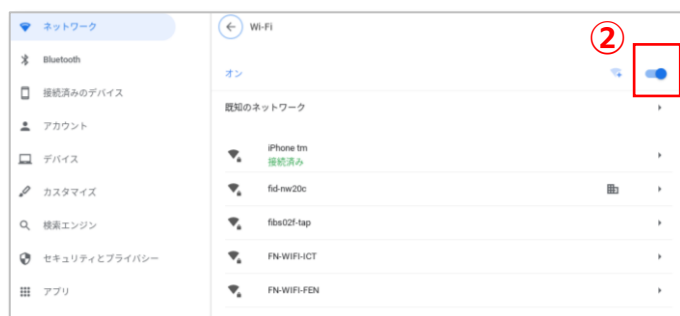 ネットワーク
Bluetooth
接続済みのデバイス
アカウント
デバイス
カスタマイズ
検索エンジン
セキュリティとプライバシー
アプリ
Wi-Fi
②
オン
既知のネットワーク
iPhone tm
接続済み
fid-nw20c
fibs02f-tap
FN-WIFI-ICT
FN-WIFI-FEN